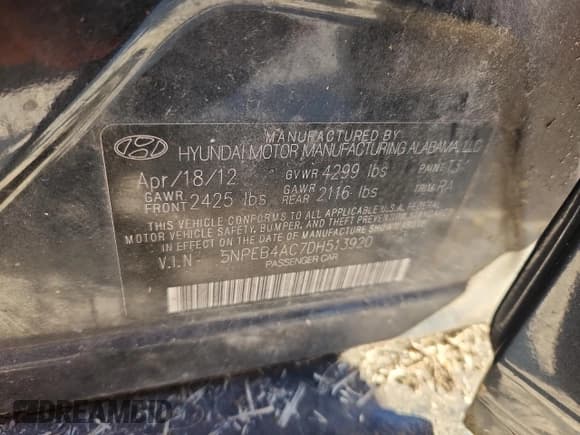 MANUFACTURED BY
HYUNDAI MOTOR MANUFACTURING ALABAMA, LLC
Apr/18/12 GVWR 4299 lbs PAINT
GAWR FRONT 2425 lbs GAWR REAR 2116 lbs TRIM RA
THIS VEHICLE CONFORMS TO ALL APPLICABLE U.S.A. FEDERAL
MOTOR VEHICLE SAFETY, BUMPER, AND THEFT PREVENTION
IN EFFECT ON THE DATE OF MANUFACTURE SHOWN
V.I.N 5NPEB4AC7DH513920
PASSENGER CAR
DREAMBID